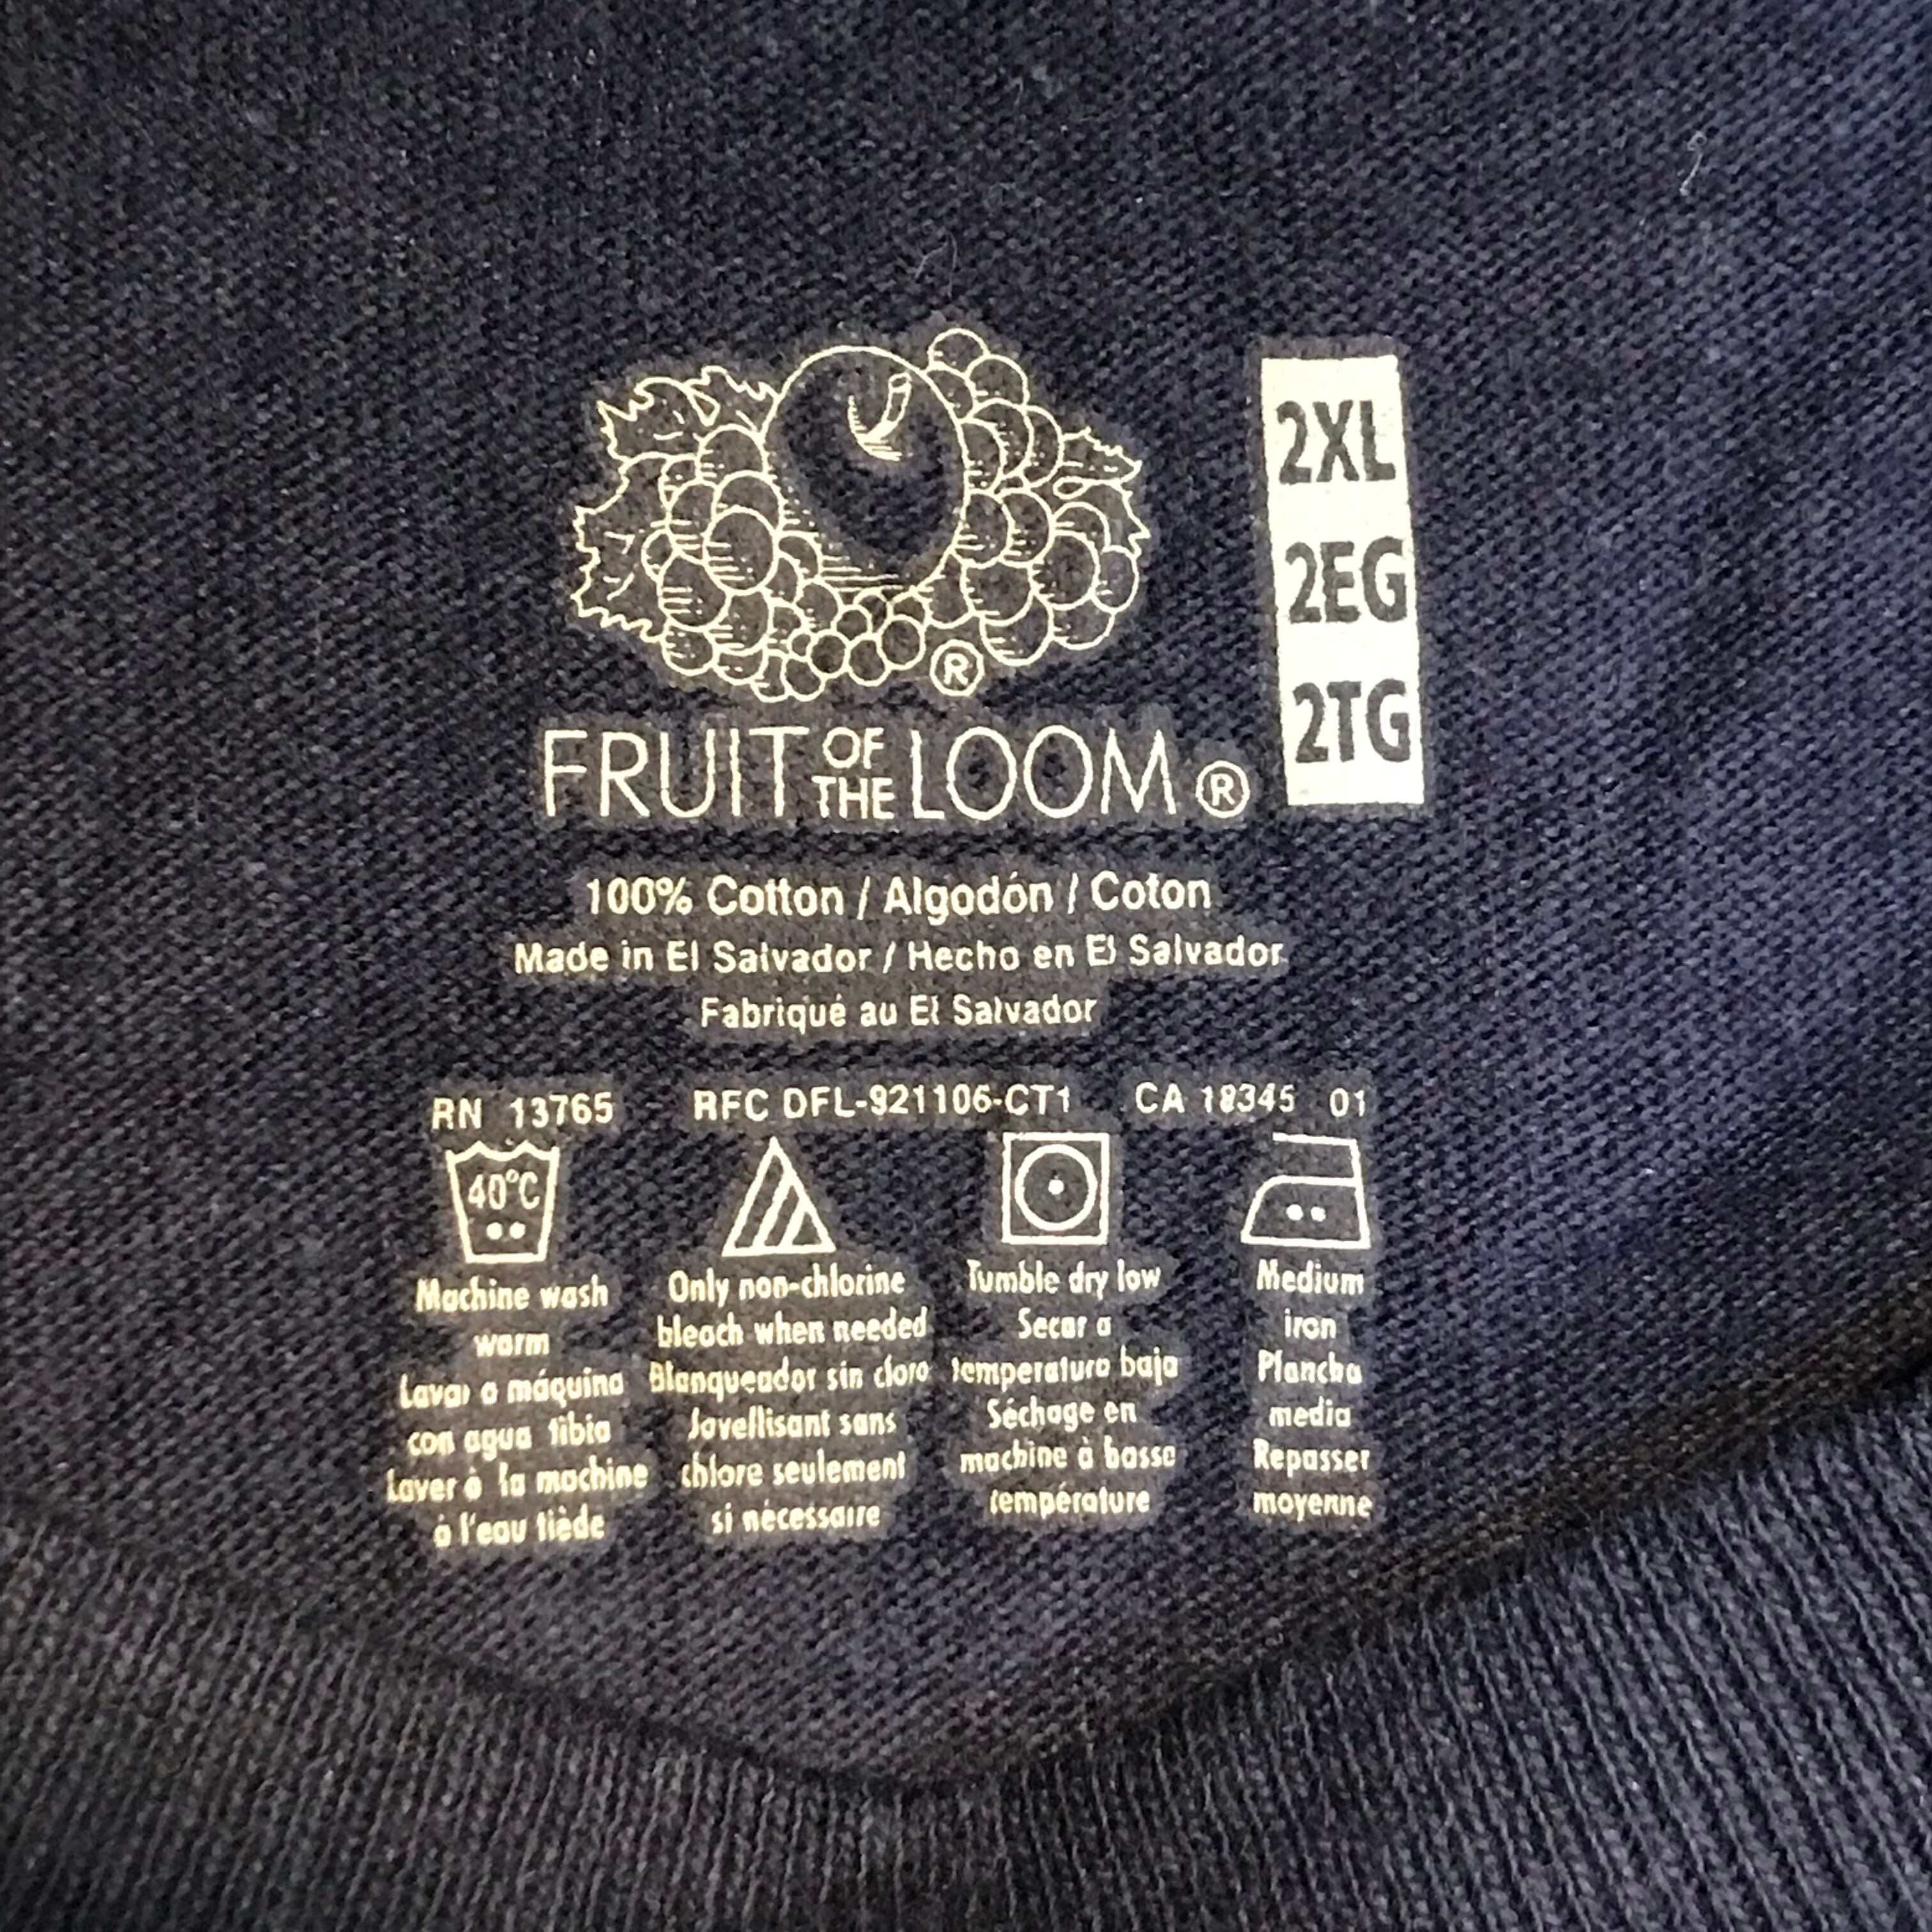 2XL
2EG
2TG
®
FRUIT OF THE LOOM ®
100% Cotton / Algodón / Coton
Made in El Salvador / Hecho en El Salvador
Fabriqué au El Salvador
RN 13765 RFC DFL-921106-CT1 CA 18345 01
40°C
Machine wash
warm
Lavar a máquina
con agua tibia
Laver à la machine
à l'eau tiède
Only non-chlorine
bleach when needed
Blanqueador sin cloro
Javellisant sans
chlore seulement
si nécessaire
Tumble dry low
Secar a
temperatura baja
Séchage en
machine à basse
température
Medium
iron
Plancha
media
Repasser
moyenne